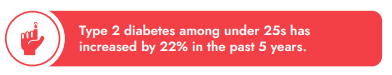 Type 2 diabetes among under 25s has
increased by 22% in the past 5 years.